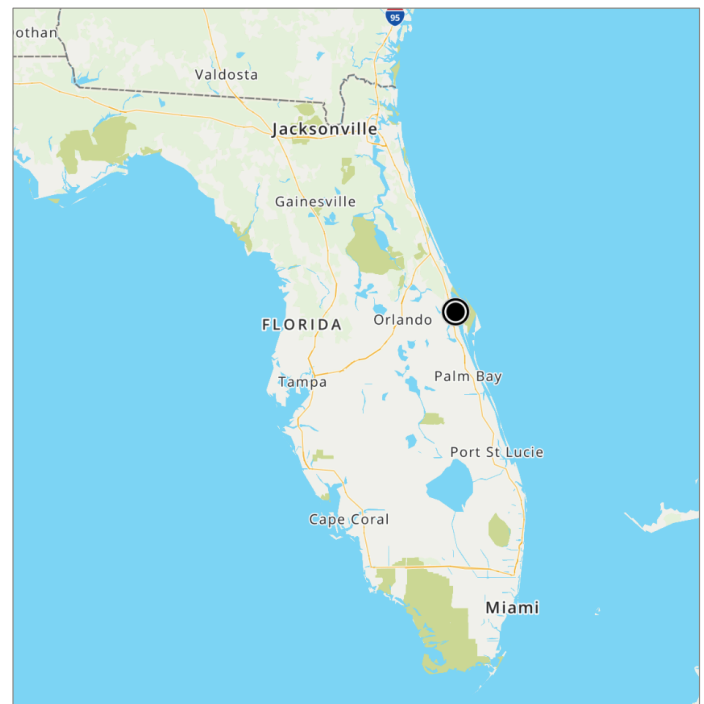 95
othan
Valdosta
Jacksonville
Gainesville
FLORIDA
Orlando
Tampa
Palm Bay
Port St Lucie
Cape Coral
Miami